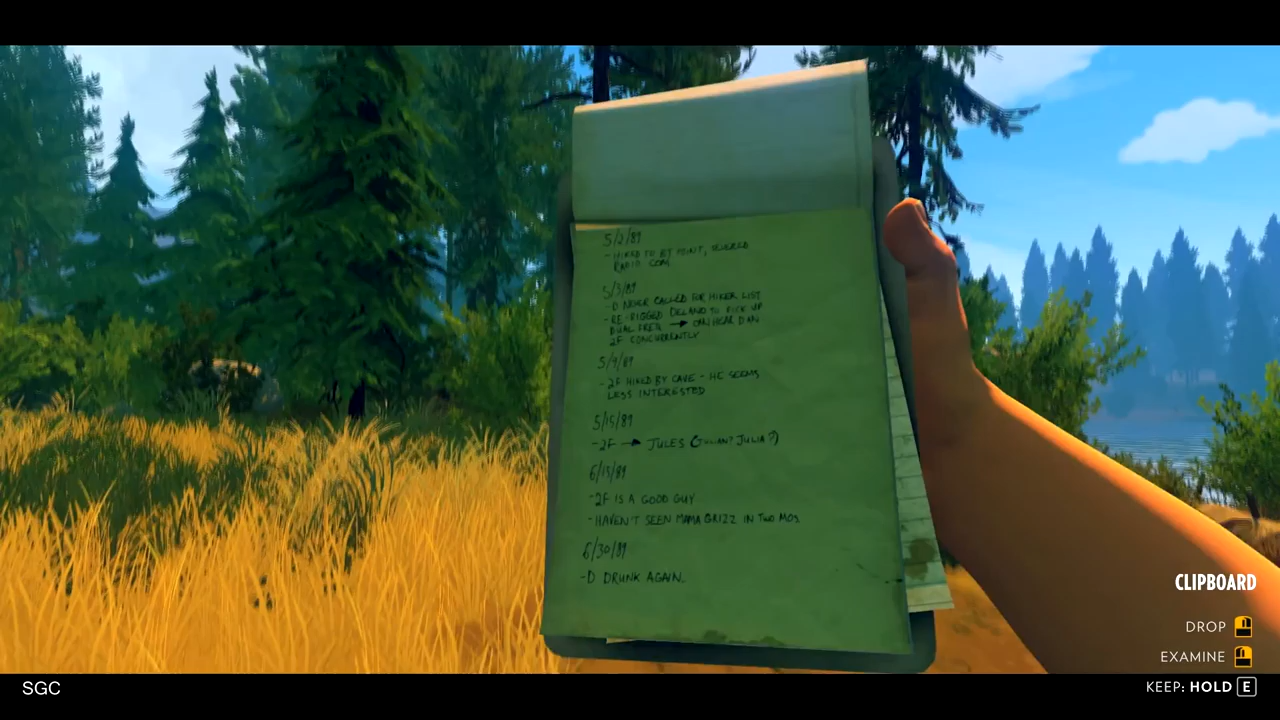 5/2/89
- HIKED TO BT POINT, SEVERED
RADIO COM.
5/3/89
- D NEVER CALLED FOR HIKER LIST
- RE-RIGGED DELAND TO PICK UP
DUAL FREQ → CAN HEAR D AN
2F CONCURRENTLY
5/9/89
- 2F HIKED BY CAVE - HE SEEMS
LESS INTERESTED
5/15/89
- 2F → JULES (JULIAN? JULIA?)
6/15/89
- 2F IS A GOOD GUY
- HAVEN'T SEEN MAMA GRIZZ IN TWO MOS
6/30/89
- D DRUNK AGAIN.
CLIPBOARD
DROP
EXAMINE
KEEP: HOLD E
SGC